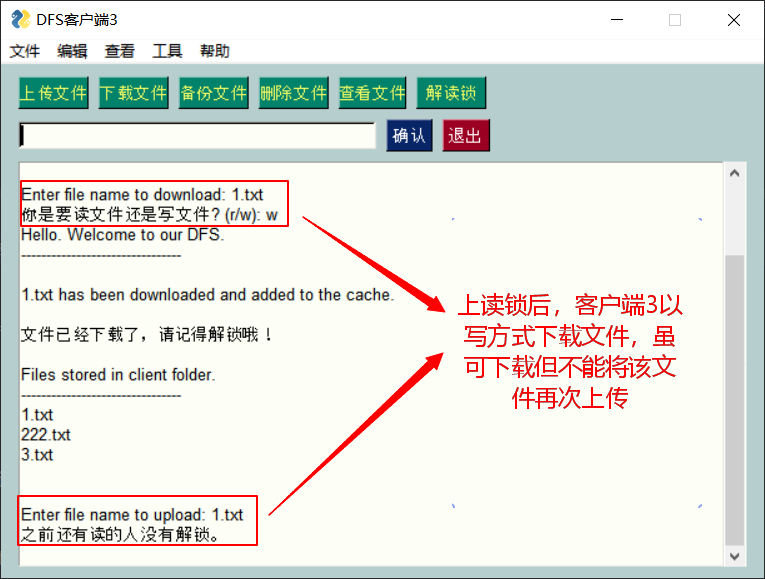 DFS客户端3
文件 编辑 查看 工具 帮助
上传文件 下载文件 备份文件 删除文件 查看文件 解读锁
确认 退出
Enter file name to download: 1.txt
你是要读文件还是写文件? (r/w): w
Hello. Welcome to our DFS.
--------------------------------
1.txt has been downloaded and added to the cache.
文件已经下载了，请记得解锁哦！
Files stored in client folder.
--------------------------------
1.txt
222.txt
3.txt
Enter file name to upload: 1.txt
之前还有读的人没有解锁。
上读锁后，客户端3以
写方式下载文件，虽
可下载但不能将该文
件再次上传